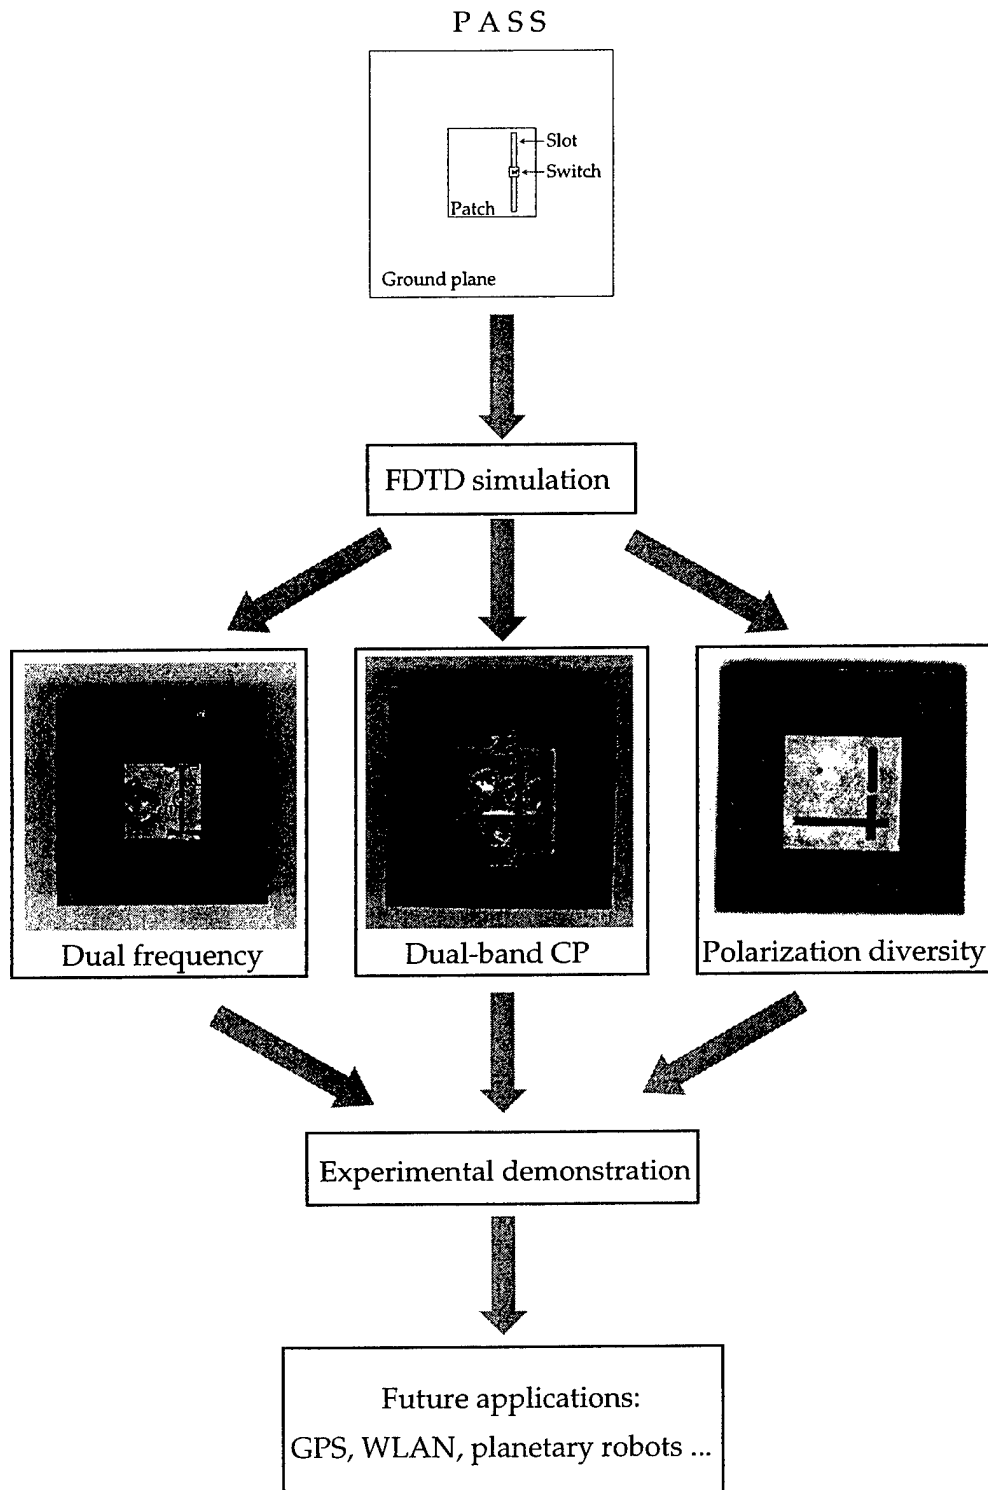 P A S S
Slot
Switch
Patch
Ground plane
FDTD simulation
Dual frequency
Dual-band CP
Polarization diversity
Experimental demonstration
Future applications:
GPS, WLAN, planetary robots ...